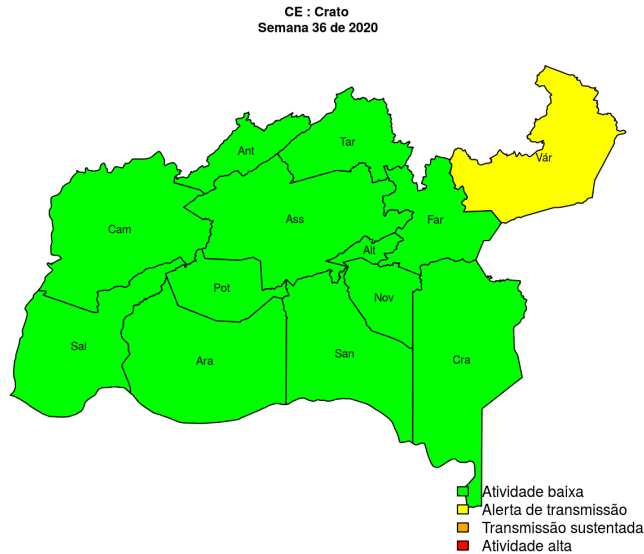 CE : Crato
Semana 36 de 2020
Vár
Tar
Ant
Ass
Far
Cam
Alt
Pot
Nov
Sal
San
Ara
Cra
Atividade baixa
Alerta de transmissão
Transmissão sustentada
Atividade alta